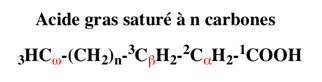 Acide gras saturé à n carbones
₃HCω-(CH₂)ₙ-³CᵦH₂-²CαH₂-¹COOH